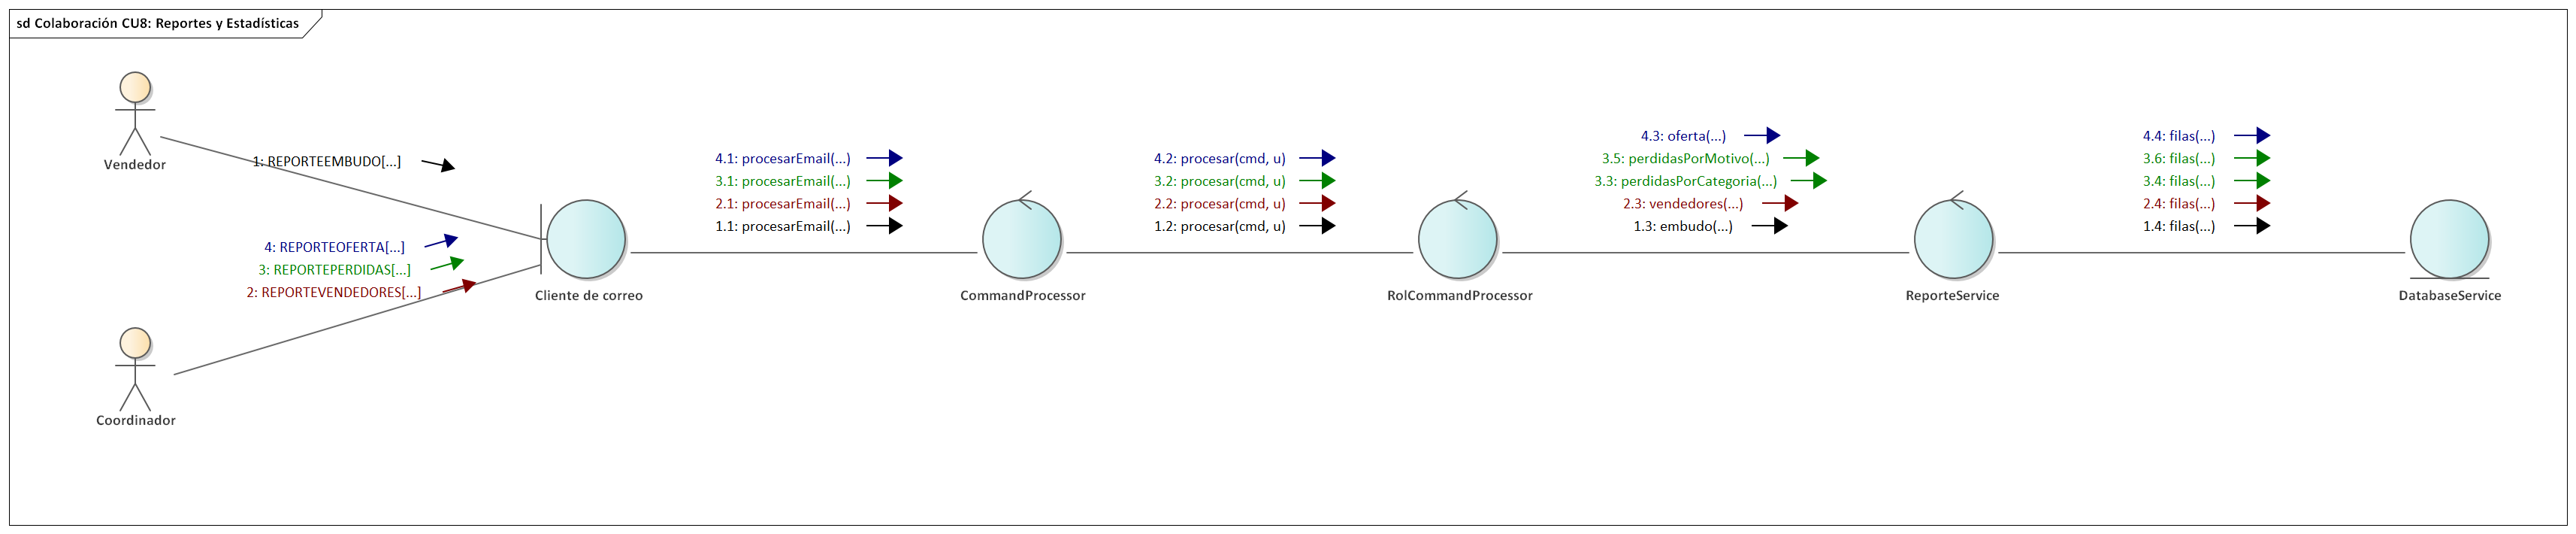 sd Colaboración CU8: Reportes y Estadísticas
Vendedor
1: REPORTEEMBUDO[...]
4: REPORTEOFERTA[...]
3: REPORTEPERDIDAS[...]
2: REPORTEVENDEDORES[...]
Coordinador
Cliente de correo
4.1: procesarEmail(...)
3.1: procesarEmail(...)
2.1: procesarEmail(...)
1.1: procesarEmail(...)
CommandProcessor
4.2: procesar(cmd, u)
3.2: procesar(cmd, u)
2.2: procesar(cmd, u)
1.2: procesar(cmd, u)
RolCommandProcessor
4.3: oferta(...)
3.5: perdidasPorMotivo(...)
3.3: perdidasPorCategoria(...)
2.3: vendedores(...)
1.3: embudo(...)
ReporteService
4.4: filas(...)
3.6: filas(...)
3.4: filas(...)
2.4: filas(...)
1.4: filas(...)
DatabaseService